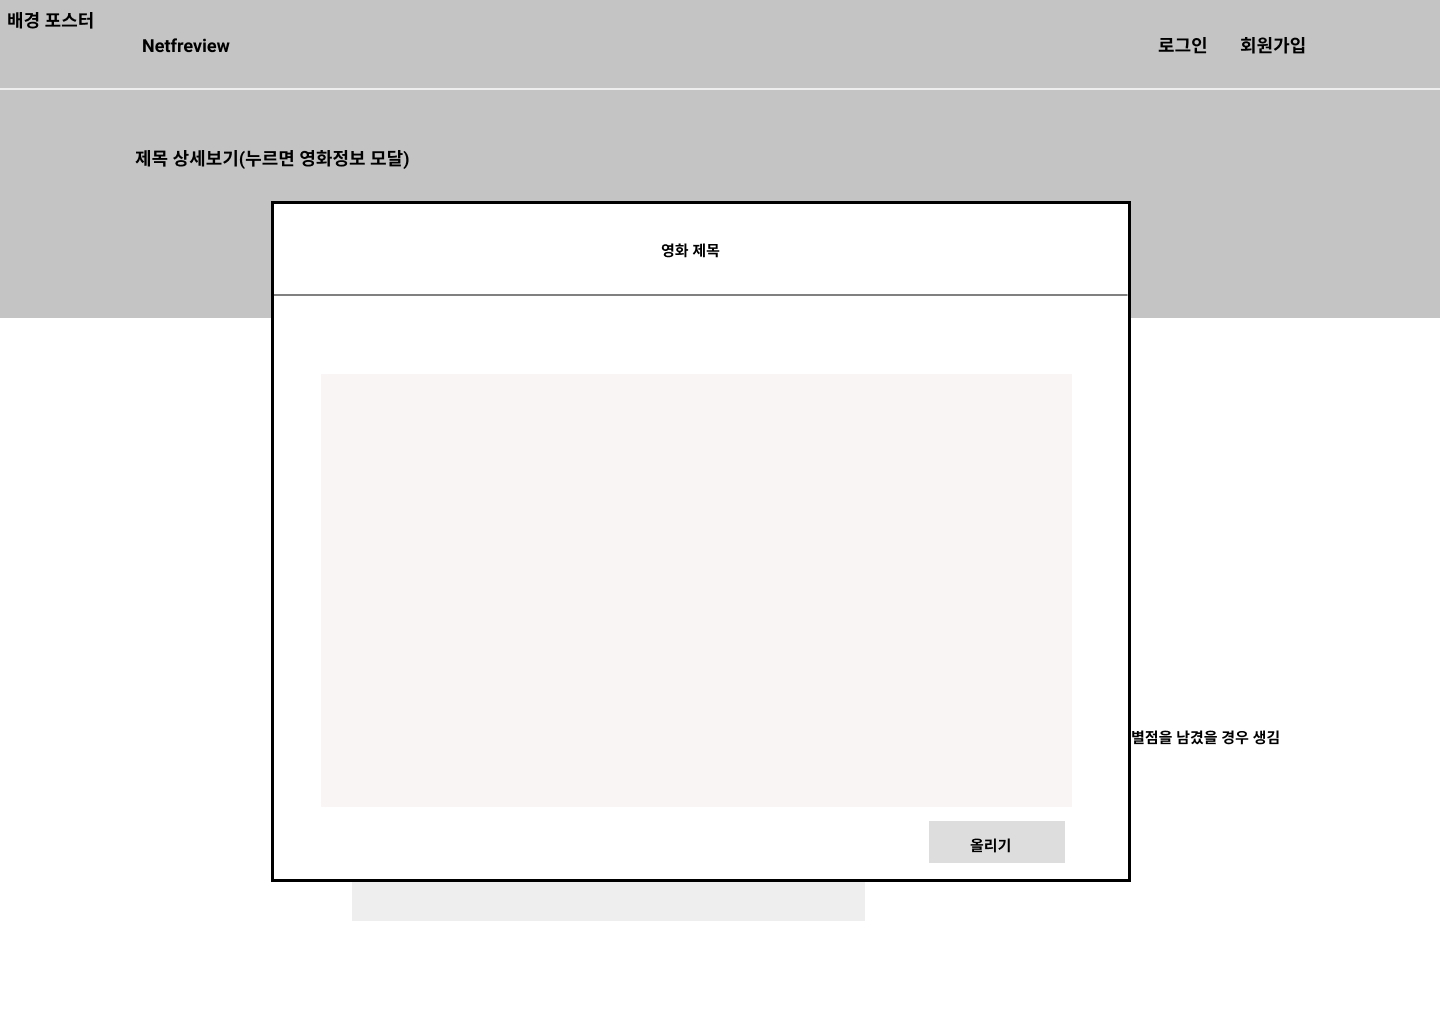 배경 포스터
Netfreview
로그인
회원가입
제목 상세보기(누르면 영화정보 모달)
영화 제목
별점을 남겼을 경우 생김
올리기